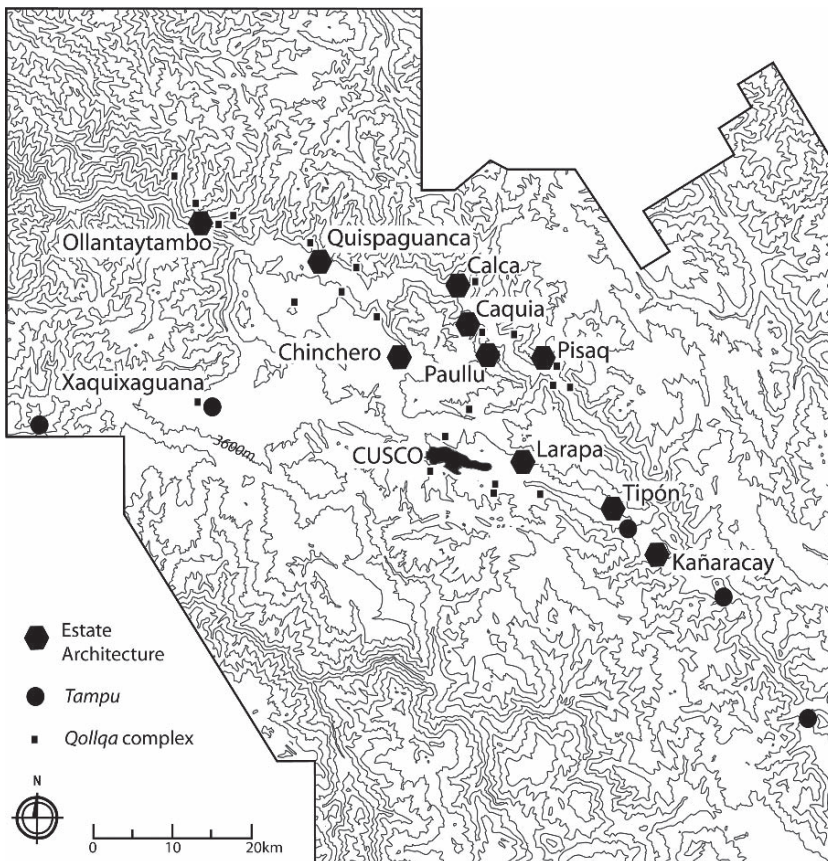 Ollantaytambo
Quispaguanca
Calca
Caquia
Chinchero
Paullu
Pisaq
Xaquixaguana
3600m
CUSCO
Larapa
Tipón
Kañaracay
Estate
Architecture
Tampu
Qollqa complex
N
0 10 20km